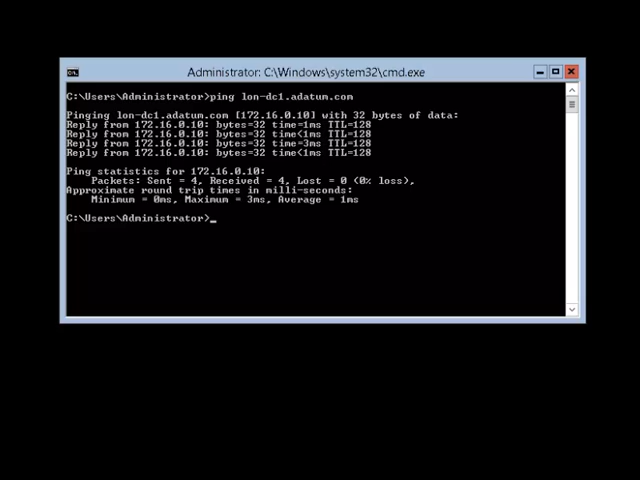 Administrator: C:\Windows\system32\cmd.exe
C:\Users\Administrator>ping lon-dc1.adatum.com
Pinging lon-dc1.adatum.com [172.16.0.10] with 32 bytes of data:
Reply from 172.16.0.10: bytes=32 time=1ms TTL=128
Reply from 172.16.0.10: bytes=32 time<1ms TTL=128
Reply from 172.16.0.10: bytes=32 time=3ms TTL=128
Reply from 172.16.0.10: bytes=32 time<1ms TTL=128
Ping statistics for 172.16.0.10:
Packets: Sent = 4, Received = 4, Lost = 0 (0% loss),
Approximate round trip times in milli-seconds:
Minimum = 0ms, Maximum = 3ms, Average = 1ms
C:\Users\Administrator>_